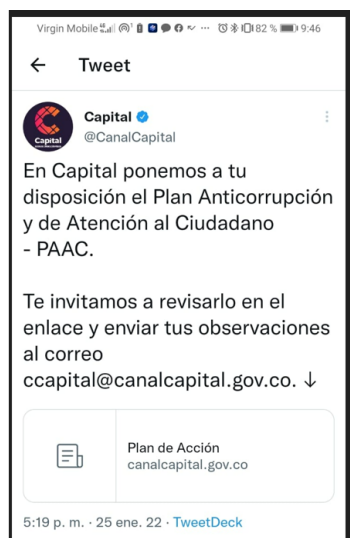 Virgin Mobile 82 % 9:46
← Tweet
Capital
@CanalCapital
Capital
En Capital ponemos a tu
disposición el Plan Anticorrupción
y de Atención al Ciudadano
- PAAC.
Te invitamos a revisarlo en el
enlace y enviar tus observaciones
al correo
ccapital@canalcapital.gov.co. ↓
Plan de Acción
canalcapital.gov.co
5:19 p. m. · 25 ene. 22 · TweetDeck